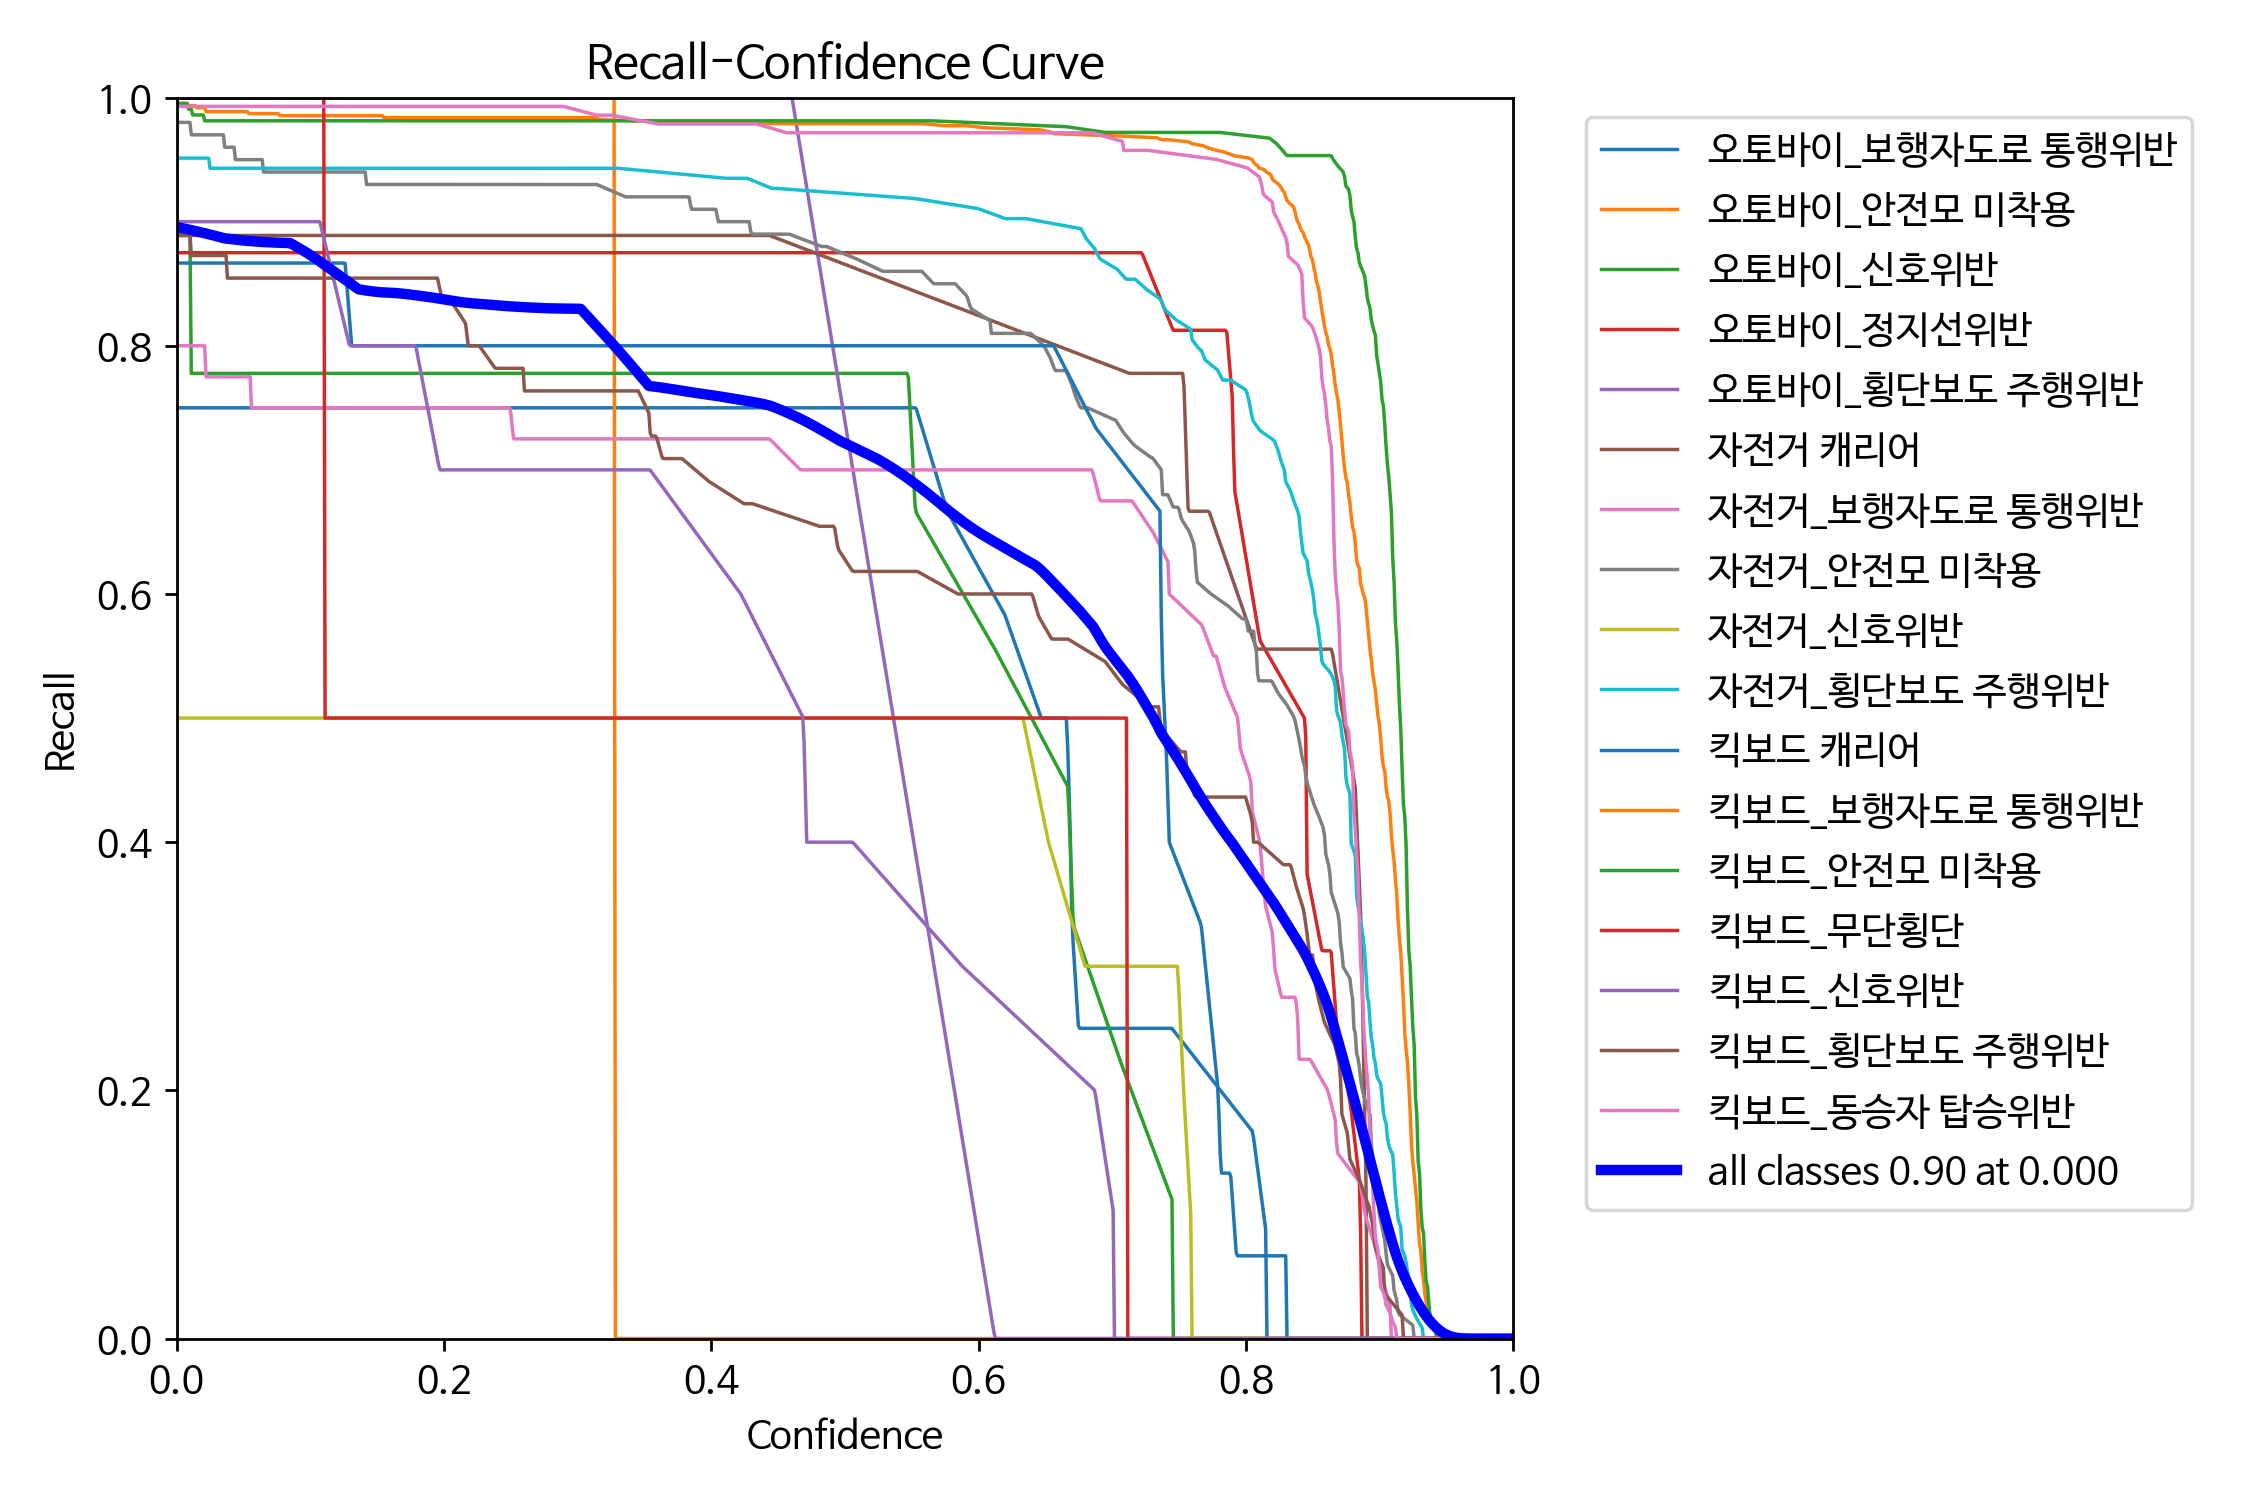 Recall-Confidence Curve
1.0
0.8
0.6
0.4
0.2
0.0
Recall
0.0 0.2 0.4 0.6 0.8 1.0
Confidence
오토바이_보행자도로 통행위반
오토바이_안전모 미착용
오토바이_신호위반
오토바이_정지선위반
오토바이_횡단보도 주행위반
자전거 캐리어
자전거_보행자도로 통행위반
자전거_안전모 미착용
자전거_신호위반
자전거_횡단보도 주행위반
킥보드 캐리어
킥보드_보행자도로 통행위반
킥보드_안전모 미착용
킥보드_무단횡단
킥보드_신호위반
킥보드_횡단보도 주행위반
킥보드_동승자 탑승위반
all classes 0.90 at 0.000